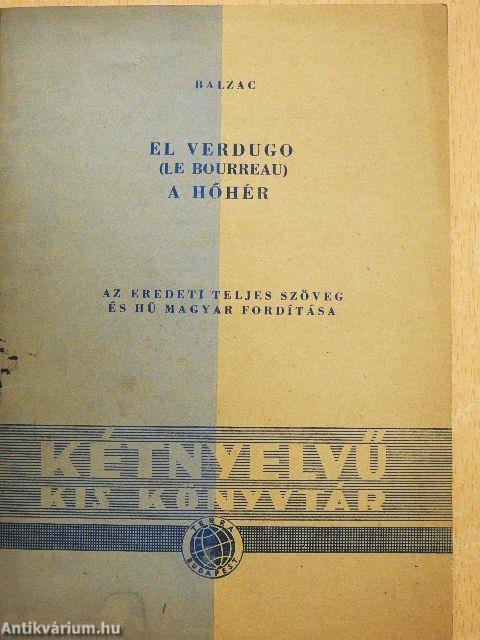 BALZAC
EL VERDUGO
(LE BOURREAU)
A HŐHÉR
AZ EREDETI TELJES SZÖVEG
ÉS HŰ MAGYAR FORDÍTÁSA
KÉTNYELVŰ
KIS KÖNYVTÁR
TERRA
BUDAPEST
Antikvárium.hu